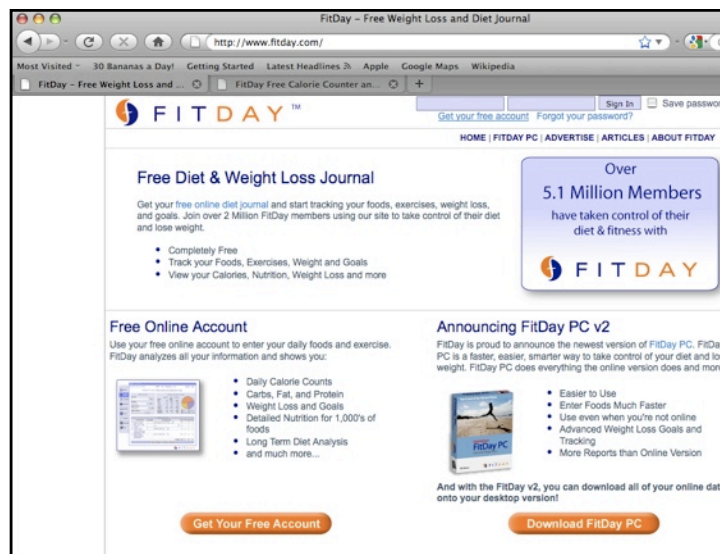 FitDay – Free Weight Loss and Diet Journal
http://www.fitday.com/
Most Visited 30 Bananas a Day! Getting Started Latest Headlines Apple Google Maps Wikipedia
FitDay – Free Weight Loss and ... FitDay Free Calorie Counter an... +
FITDAY™
Sign In Save password
Get your free account Forgot your password?
HOME | FITDAY PC | ADVERTISE | ARTICLES | ABOUT FITDAY
Free Diet & Weight Loss Journal
Get your free online diet journal and start tracking your foods, exercises, weight loss,
and goals. Join over 2 Million FitDay members using our site to take control of their diet
and lose weight.
• Completely Free
• Track your Foods, Exercises, Weight and Goals
• View your Calories, Nutrition, Weight Loss and more
Over
5.1 Million Members
have taken control of their
diet & fitness with
FITDAY
Free Online Account
Use your free online account to enter your daily foods and exercise.
FitDay analyzes all your information and shows you:
• Daily Calorie Counts
• Carbs, Fat, and Protein
• Weight Loss and Goals
• Detailed Nutrition for 1,000's of
foods
• Long Term Diet Analysis
• and much more...
Get Your Free Account
Announcing FitDay PC v2
FitDay is proud to announce the newest version of FitDay PC. FitDa
PC is a faster, easier, smarter way to take control of your diet and lo
weight. FitDay PC does everything the online version does and more
• Easier to Use
• Enter Foods Much Faster
• Use even when you're not online
• Advanced Weight Loss Goals and
Tracking
• More Reports than Online Version
FitDay PC
And with the FitDay v2, you can download all of your online dat
onto your desktop version!
Download FitDay PC